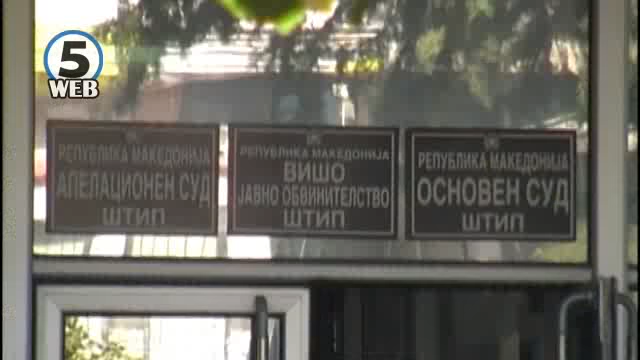 5
WEB
РЕПУБЛИКА МАКЕДОНИЈА
АПЕЛАЦИОНЕН СУД
ШТИП
РЕПУБЛИКА МАКЕДОНИЈА
ВИШО
ЈАВНО ОБВИНИТЕЛСТВО
ШТИП
РЕПУБЛИКА МАКЕДОНИЈА
ОСНОВЕН СУД
ШТИП